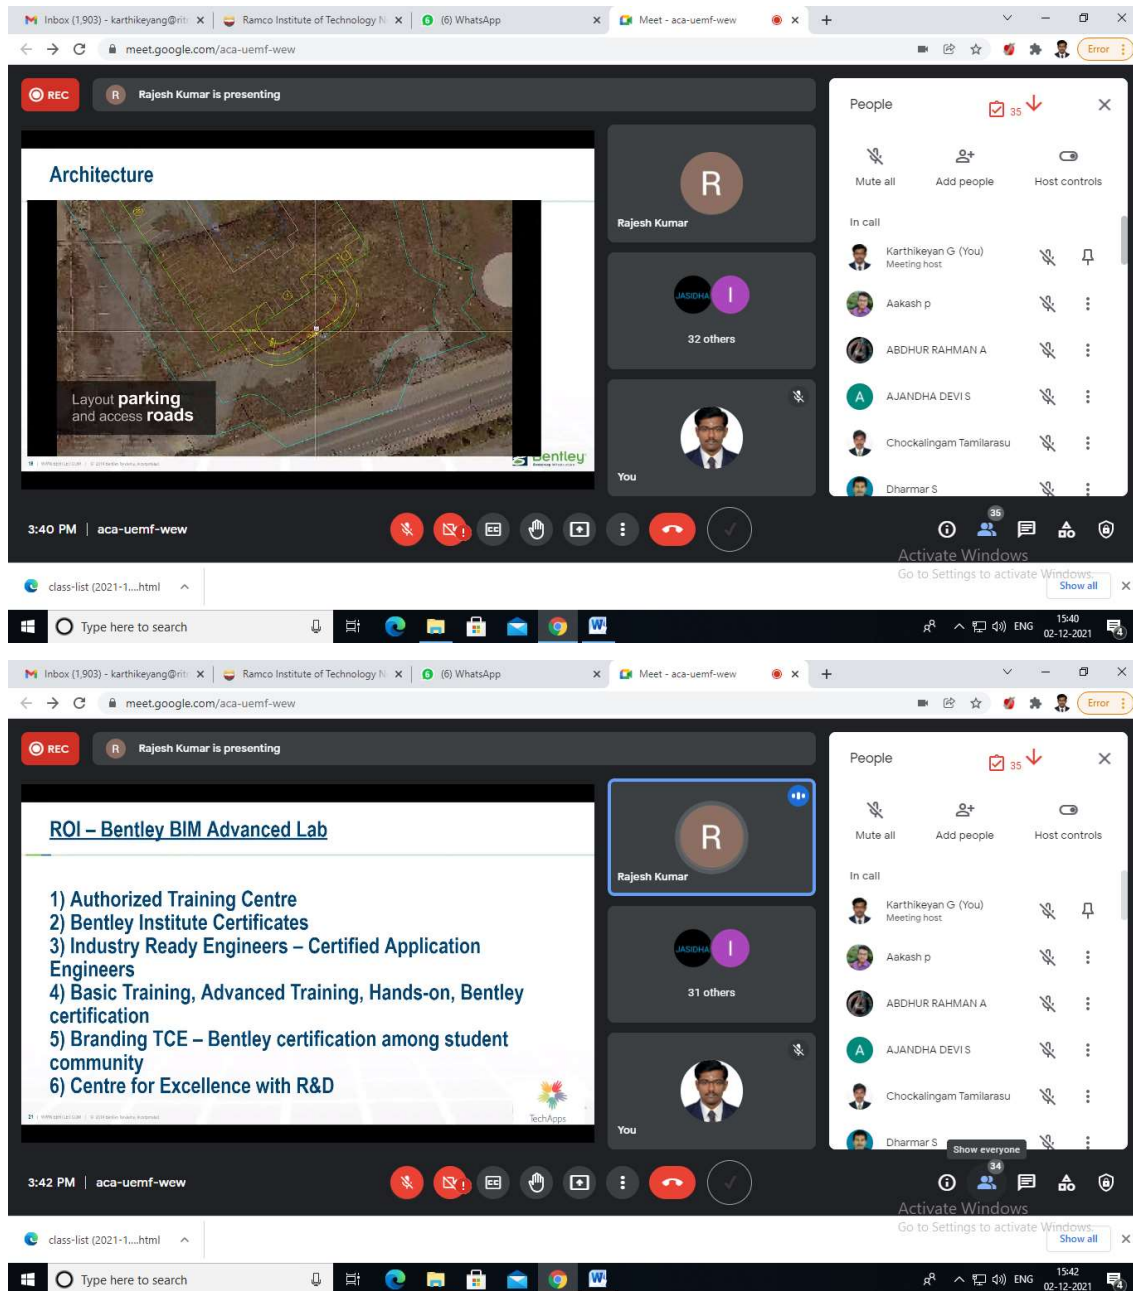 Inbox (1,903) - karthikeyang@rit
Ramco Institute of Technology N
(6) WhatsApp
Meet - aca-uemf-wew
meet.google.com/aca-uemf-wew
Error
REC
R
Rajesh Kumar is presenting
People
35
Mute all
Add people
Host controls
In call
Karthikeyan G (You)
Meeting host
Aakash p
ABDHUR RAHMAN A
A
AJANDHA DEVI S
Chockalingam Tamilarasu
Dharmar S
Architecture
Layout parking
and access roads
Bentley
R
Rajesh Kumar
JASIDHA
I
32 others
You
3:40 PM | aca-uemf-wew
CC
35
Activate Windows
Go to Settings to activate Windows.
class-list (2021-1....html
Show all
Type here to search
W
ENG
15:40
02-12-2021
4
Inbox (1,903) - karthikeyang@rit
Ramco Institute of Technology N
(6) WhatsApp
Meet - aca-uemf-wew
meet.google.com/aca-uemf-wew
Error
REC
R
Rajesh Kumar is presenting
People
35
Mute all
Add people
Host controls
In call
Karthikeyan G (You)
Meeting host
Aakash p
ABDHUR RAHMAN A
A
AJANDHA DEVI S
Chockalingam Tamilarasu
Dharmar S
ROI – Bentley BIM Advanced Lab
1) Authorized Training Centre
2) Bentley Institute Certificates
3) Industry Ready Engineers – Certified Application
Engineers
4) Basic Training, Advanced Training, Hands-on, Bentley
certification
5) Branding TCE – Bentley certification among student
community
6) Centre for Excellence with R&D
21
TechApps
R
Rajesh Kumar
JASIDHA
I
31 others
You
Show everyone
34
3:42 PM | aca-uemf-wew
CC
Activate Windows
Go to Settings to activate Windows.
class-list (2021-1....html
Show all
Type here to search
W
ENG
15:42
02-12-2021
4